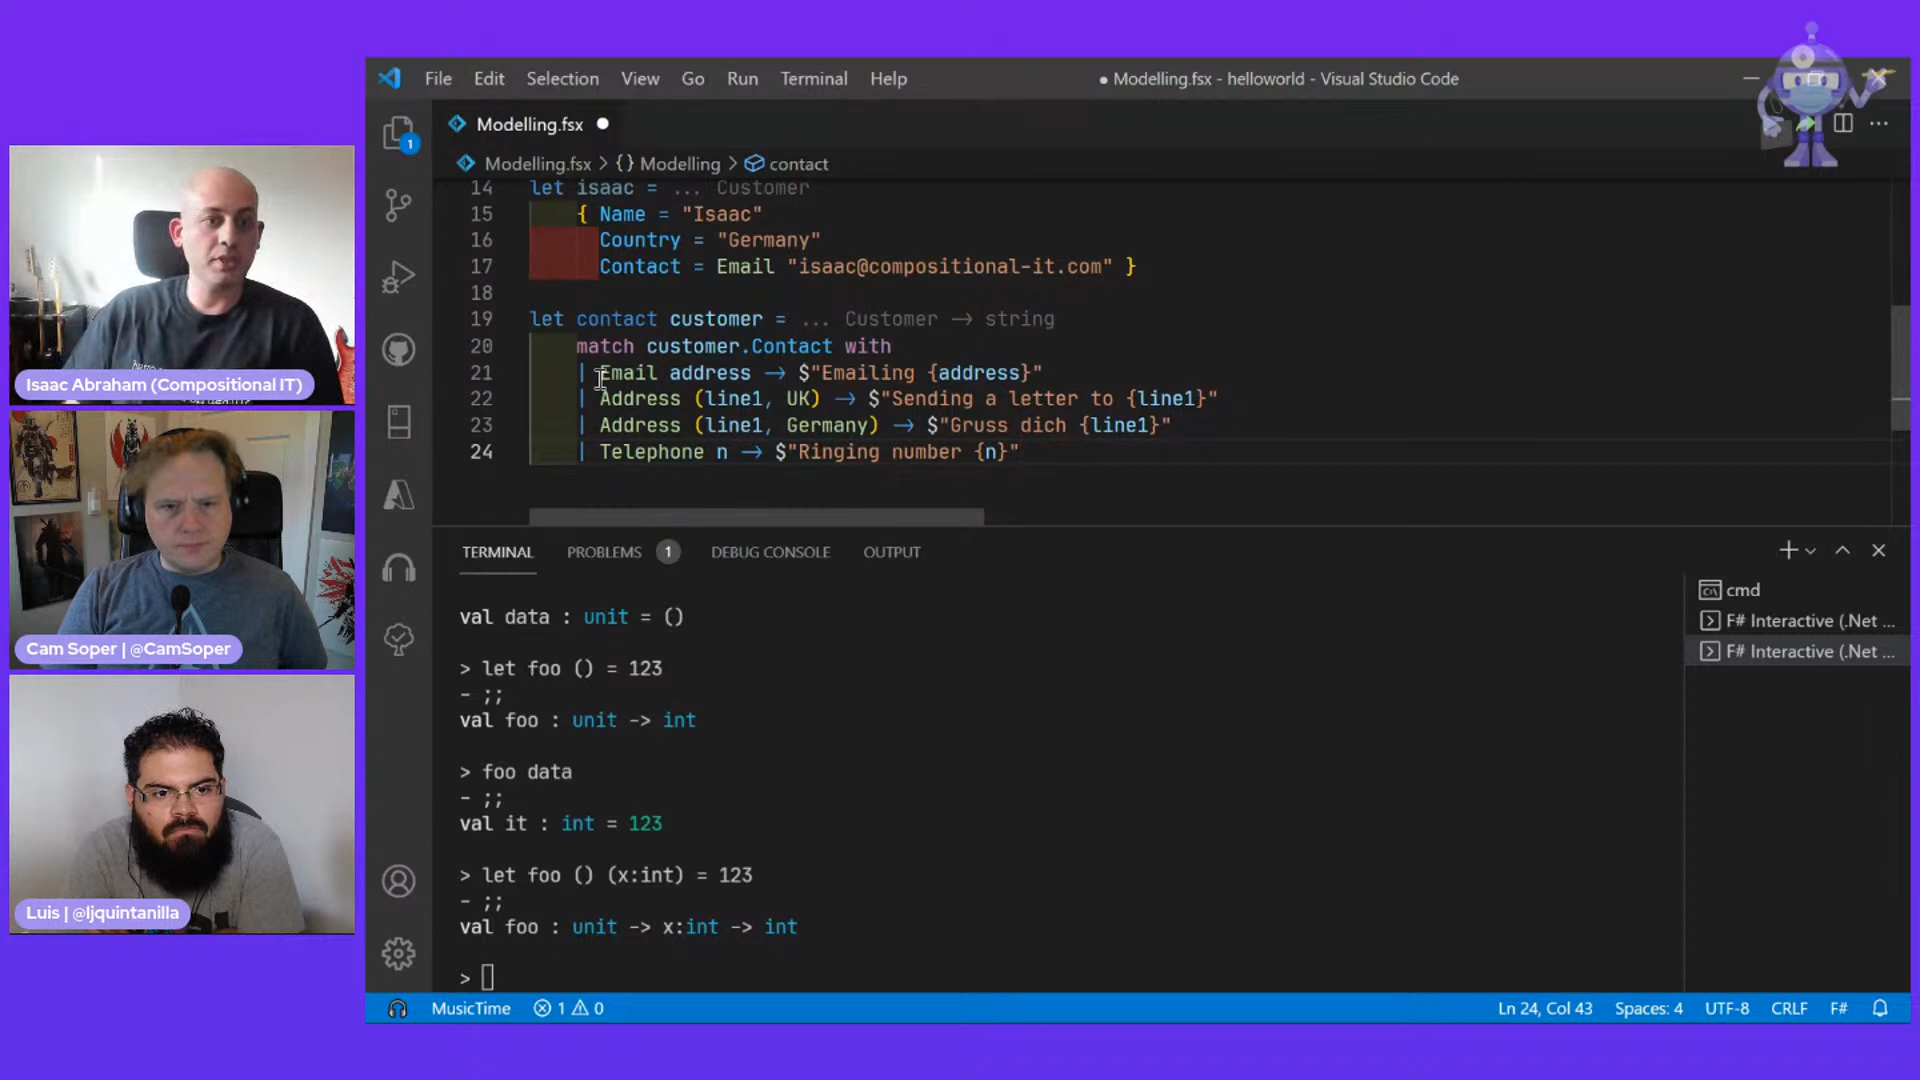 File Edit Selection View Go Run Terminal Help
● Modelling.fsx - helloworld - Visual Studio Code
Modelling.fsx
1
Modelling.fsx > {} Modelling > contact
14 let isaac = ... Customer
15 { Name = "Isaac"
16 Country = "Germany"
17 Contact = Email "isaac@compositional-it.com" }
18
19 let contact customer = ... Customer -> string
20 match customer.Contact with
21 | Email address -> $"Emailing {address}"
22 | Address (line1, UK) -> $"Sending a letter to {line1}"
23 | Address (line1, Germany) -> $"Gruss dich {line1}"
24 | Telephone n -> $"Ringing number {n}"
TERMINAL PROBLEMS 1 DEBUG CONSOLE OUTPUT
val data : unit = ()
> let foo () = 123
- ;;
val foo : unit -> int
> foo data
- ;;
val it : int = 123
> let foo () (x:int) = 123
- ;;
val foo : unit -> x:int -> int
>
cmd
F# Interactive (.Net ...
F# Interactive (.Net ...
MusicTime 1 0
Ln 24, Col 43 Spaces: 4 UTF-8 CRLF F#
Isaac Abraham (Compositional IT)
Cam Soper | @CamSoper
Luis | @ljquintanilla